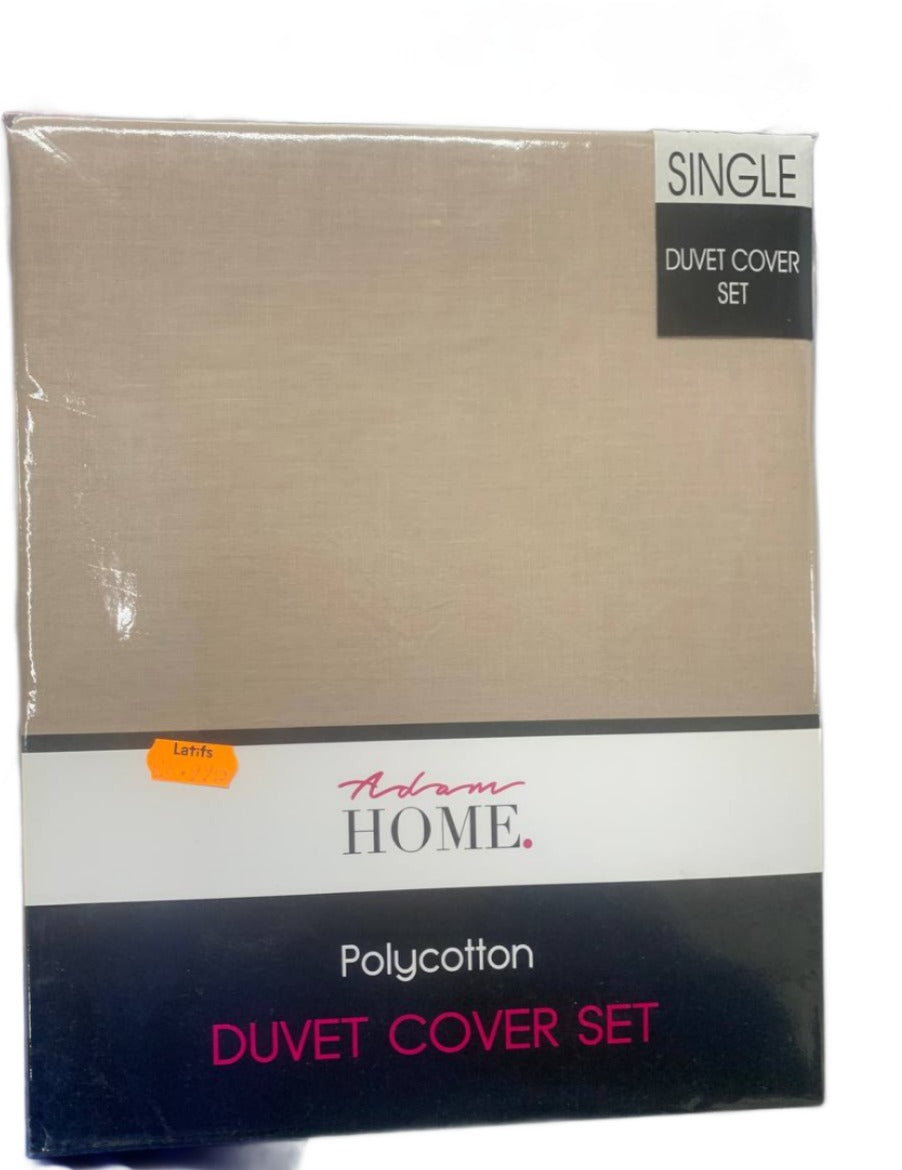 SINGLE
DUVET COVER
SET
Latifs
Adam
HOME.
Polycotton
DUVET COVER SET